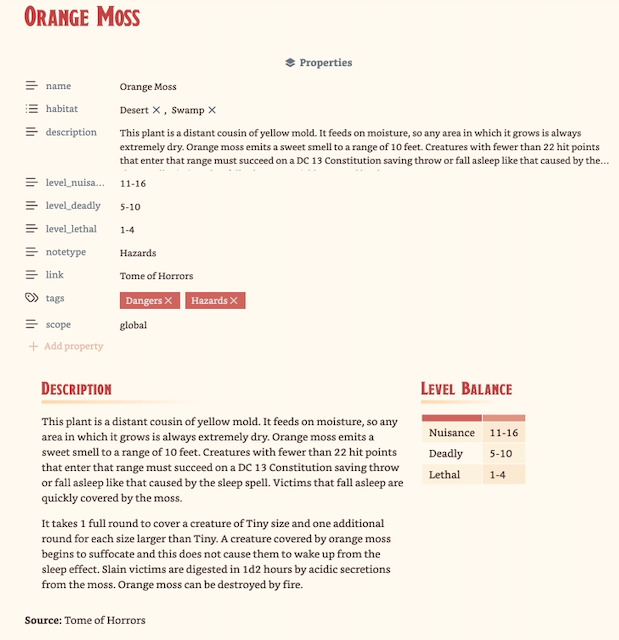 Orange Moss
Properties
name Orange Moss
habitat Desert × , Swamp ×
description This plant is a distant cousin of yellow mold. It feeds on moisture, so any area in which it grows is always
extremely dry. Orange moss emits a sweet smell to a range of 10 feet. Creatures with fewer than 22 hit points
that enter that range must succeed on a DC 13 Constitution saving throw or fall asleep like that caused by the...
level_nuisa... 11-16
level_deadly 5-10
level_lethal 1-4
notetype Hazards
link Tome of Horrors
tags Dangers × Hazards ×
scope global
+ Add property
Description
This plant is a distant cousin of yellow mold. It feeds on moisture, so any
area in which it grows is always extremely dry. Orange moss emits a
sweet smell to a range of 10 feet. Creatures with fewer than 22 hit points
that enter that range must succeed on a DC 13 Constitution saving throw
or fall asleep like that caused by the sleep spell. Victims that fall asleep are
quickly covered by the moss.
It takes 1 full round to cover a creature of Tiny size and one additional
round for each size larger than Tiny. A creature covered by orange moss
begins to suffocate and this does not cause them to wake up from the
sleep effect. Slain victims are digested in 1d2 hours by acidic secretions
from the moss. Orange moss can be destroyed by fire.
Level Balance
Nuisance 11-16
Deadly 5-10
Lethal 1-4
Source: Tome of Horrors